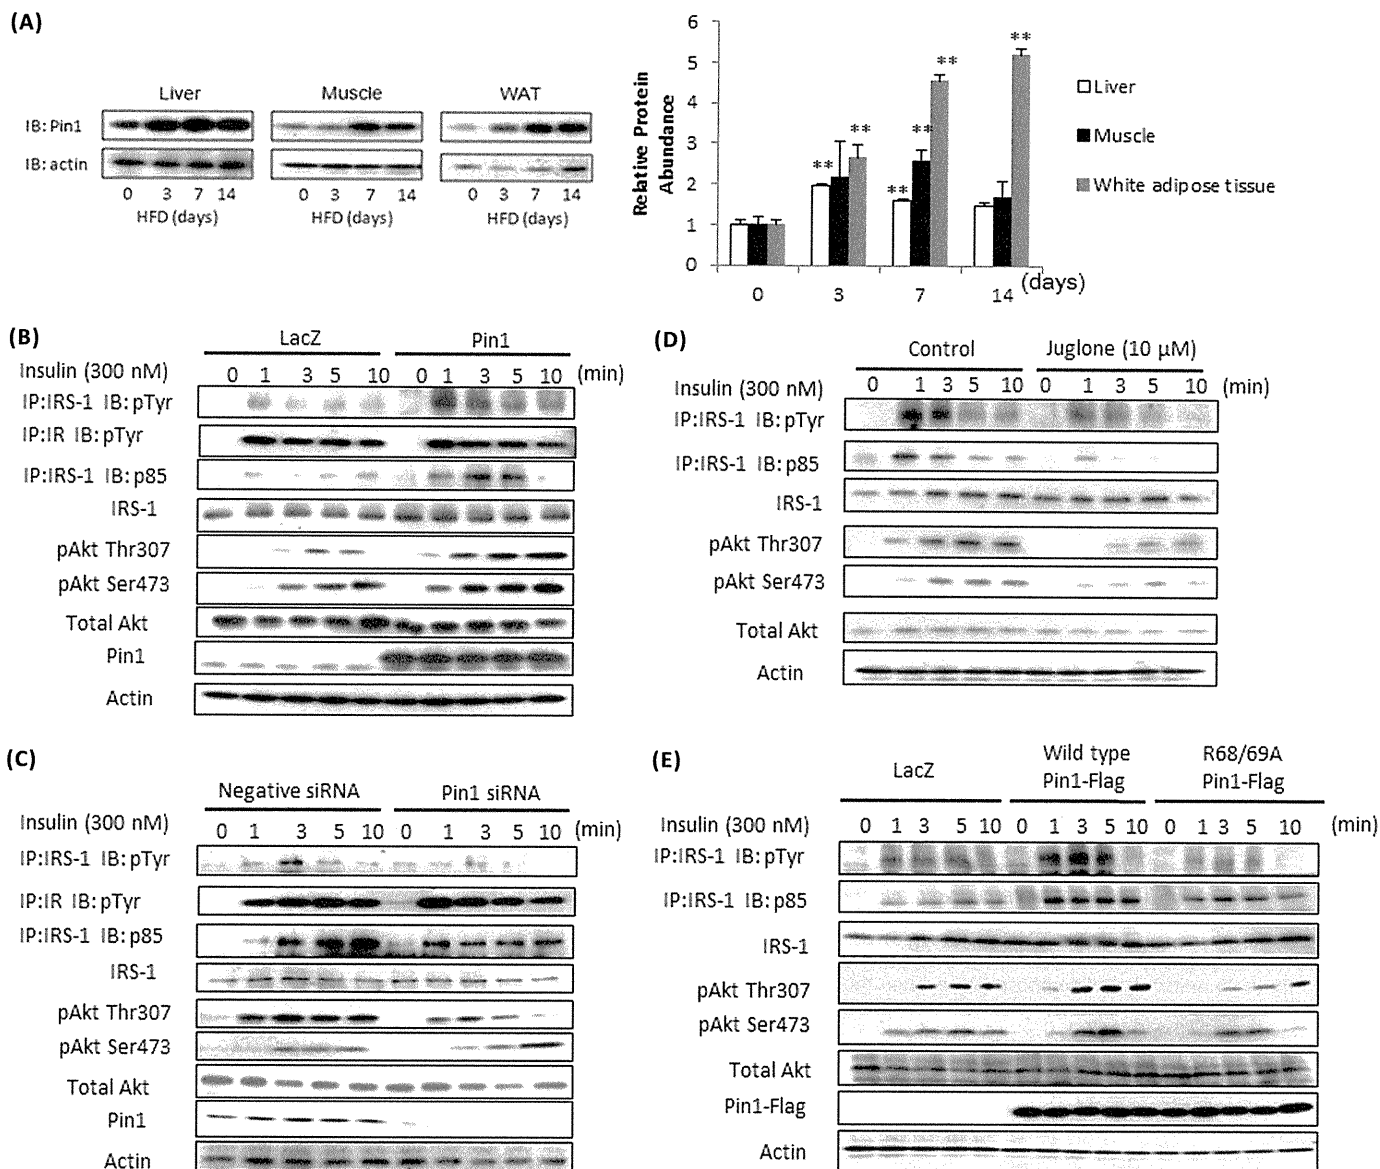 (A)
Liver Muscle WAT
IB: Pin1
IB: actin
0 3 7 14 0 3 7 14 0 3 7 14
HFD (days) HFD (days) HFD (days)
Relative Protein
Abundance
6
5
4
3
2
1
0
** ** ** ** ** **
0 3 7 14 (days)
Liver
Muscle
White adipose tissue
(B)
LacZ Pin1
Insulin (300 nM) 0 1 3 5 10 0 1 3 5 10 (min)
IP:IRS-1 IB:pTyr
IP:IR IB:pTyr
IP:IRS-1 IB:p85
IRS-1
pAkt Thr307
pAkt Ser473
Total Akt
Pin1
Actin
(D)
Control Juglone (10 µM)
Insulin (300 nM) 0 1 3 5 10 0 1 3 5 10 (min)
IP:IRS-1 IB:pTyr
IP:IRS-1 IB:p85
IRS-1
pAkt Thr307
pAkt Ser473
Total Akt
Actin
(C)
Negative siRNA Pin1 siRNA
Insulin (300 nM) 0 1 3 5 10 0 1 3 5 10 (min)
IP:IRS-1 IB:pTyr
IP:IR IB:pTyr
IP:IRS-1 IB:p85
IRS-1
pAkt Thr307
pAkt Ser473
Total Akt
Pin1
Actin
(E)
LacZ Wild type Pin1-Flag R68/69A Pin1-Flag
Insulin (300 nM) 0 1 3 5 10 0 1 3 5 10 0 1 3 5 10 (min)
IP:IRS-1 IB:pTyr
IP:IRS-1 IB:p85
IRS-1
pAkt Thr307
pAkt Ser473
Total Akt
Pin1-Flag
Actin